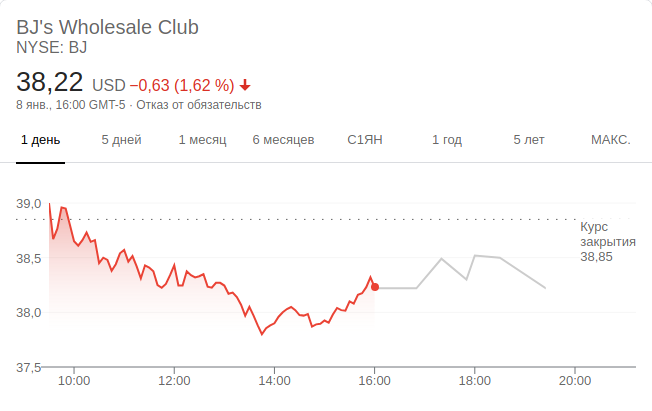 BJ's Wholesale Club
NYSE: BJ
38,22 USD −0,63 (1,62 %)
8 янв., 16:00 GMT-5 · Отказ от обязательств
1 день 5 дней 1 месяц 6 месяцев С1ЯН 1 год 5 лет МАКС.
39,0
Курс
закрытия
38,85
38,5
38,0
37,5
10:00 12:00 14:00 16:00 18:00 20:00